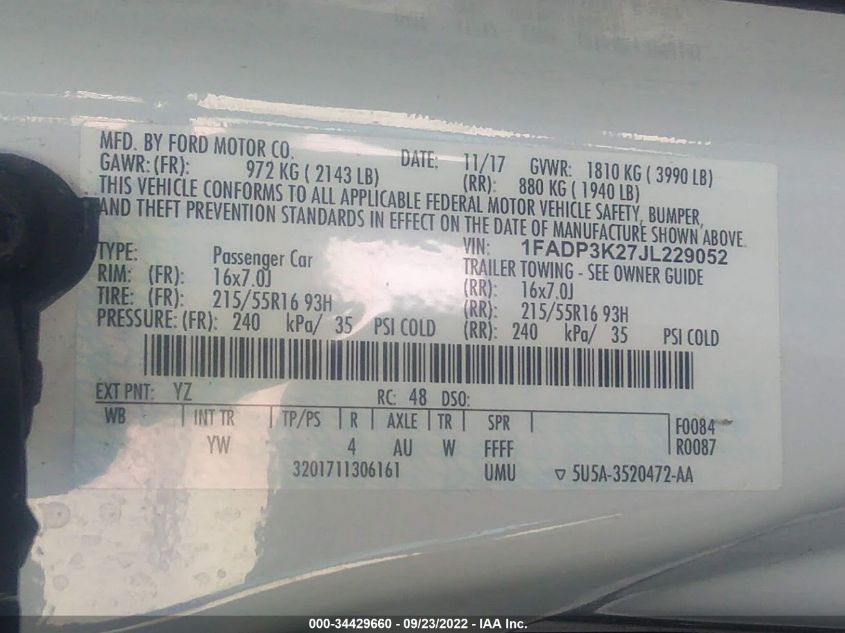 MFD. BY FORD MOTOR CO.
DATE: 11/17 GVWR: 1810 KG ( 3990 LB)
GAWR: (FR): 972 KG ( 2143 LB) (RR): 880 KG ( 1940 LB)
THIS VEHICLE CONFORMS TO ALL APPLICABLE FEDERAL MOTOR VEHICLE SAFETY, BUMPER,
AND THEFT PREVENTION STANDARDS IN EFFECT ON THE DATE OF MANUFACTURE SHOWN ABOVE.
VIN: 1FADP3K27JL229052
TYPE: Passenger Car TRAILER TOWING - SEE OWNER GUIDE
RIM: (FR): 16x7.0J (RR): 16x7.0J
TIRE: (FR): 215/55R16 93H (RR): 215/55R16 93H
PRESSURE: (FR): 240 kPa/ 35 PSI COLD (RR): 240 kPa/ 35 PSI COLD
EXT PNT: YZ RC: 48 DSO:
WB INT TR TP/PS R AXLE TR SPR F0084
YW 4 AU W FFFF R0087
3201711306161 UMU ▽ 5U5A-3520472-AA
000-34429660 - 09/23/2022 - IAA Inc.